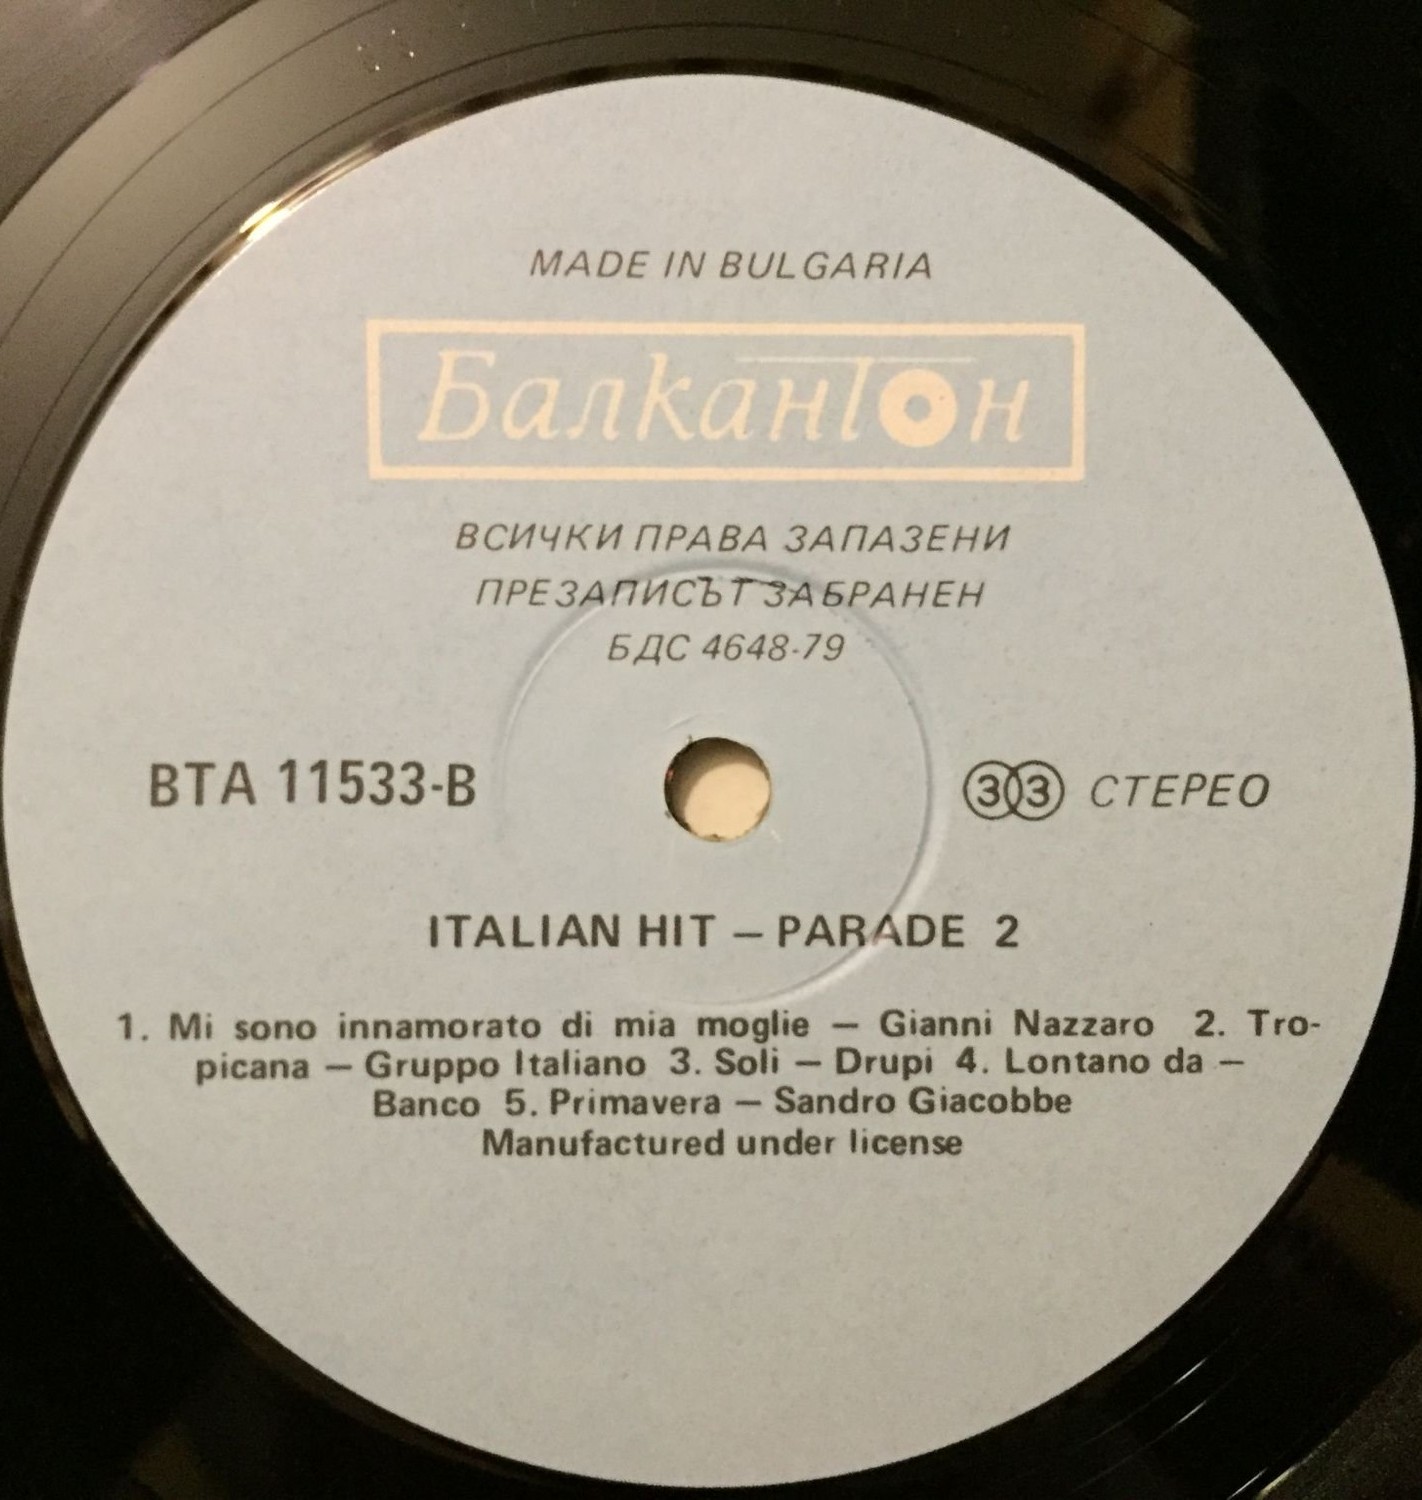 MADE IN BULGARIA
Балкантон
ВСИЧКИ ПРАВА ЗАПАЗЕНИ
ПРЕЗАПИСЪТ ЗАБРАНЕН
БДС 4648-79
ВТА 11533-В
33 СТЕРЕО
ITALIAN HIT – PARADE 2
1. Mi sono innamorato di mia moglie – Gianni Nazzaro 2. Tro-
picana – Gruppo Italiano 3. Soli – Drupi 4. Lontano da –
Banco 5. Primavera – Sandro Giacobbe
Manufactured under license